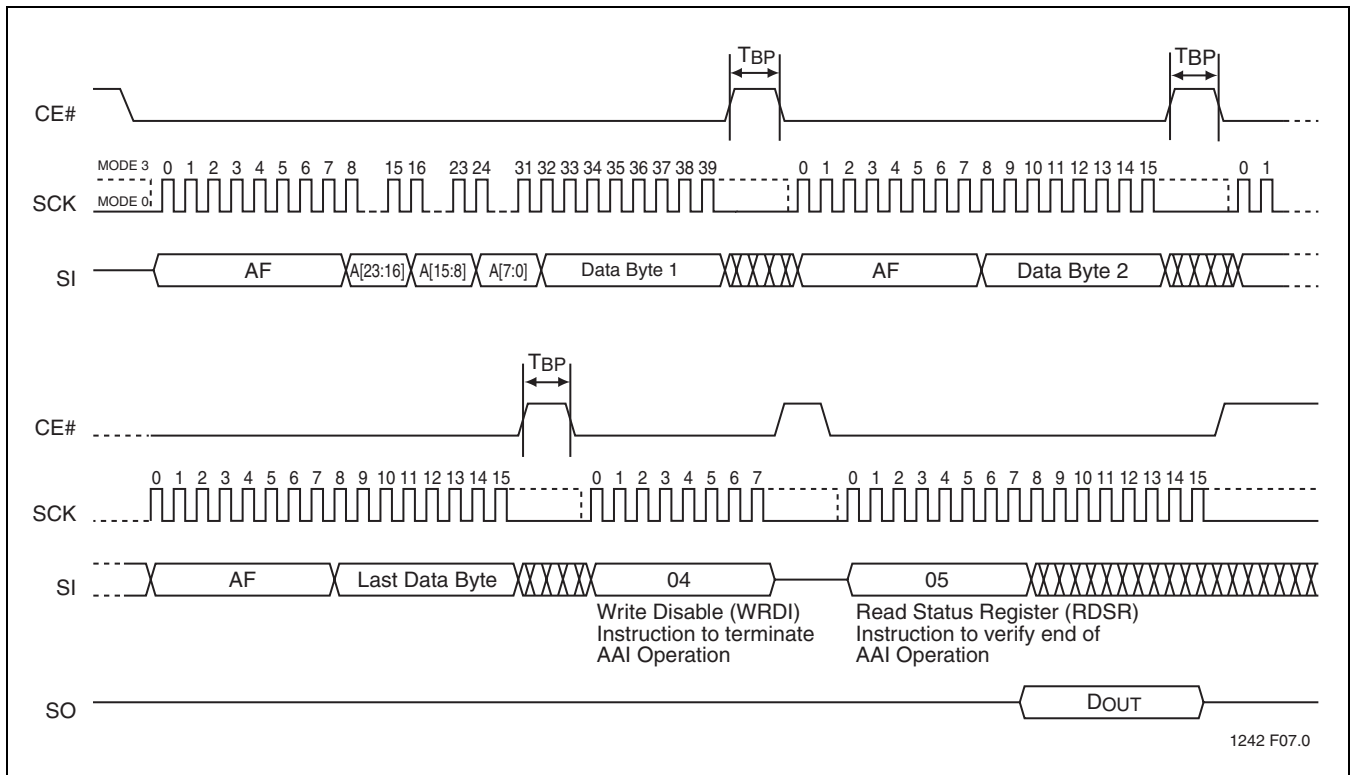 TBP TBP
CE#
MODE 3 0 1 2 3 4 5 6 7 8 15 16 23 24 31 32 33 34 35 36 37 38 39 0 1 2 3 4 5 6 7 8 9 10 11 12 13 14 15 0 1
SCK MODE 0
SI AF A[23:16] A[15:8] A[7:0] Data Byte 1 AF Data Byte 2
TBP
CE#
0 1 2 3 4 5 6 7 8 9 10 11 12 13 14 15 0 1 2 3 4 5 6 7 0 1 2 3 4 5 6 7 8 9 10 11 12 13 14 15
SCK
SI AF Last Data Byte 04 05
Write Disable (WRDI)
Instruction to terminate
AAI Operation
Read Status Register (RDSR)
Instruction to verify end of
AAI Operation
SO DOUT
1242 F07.0